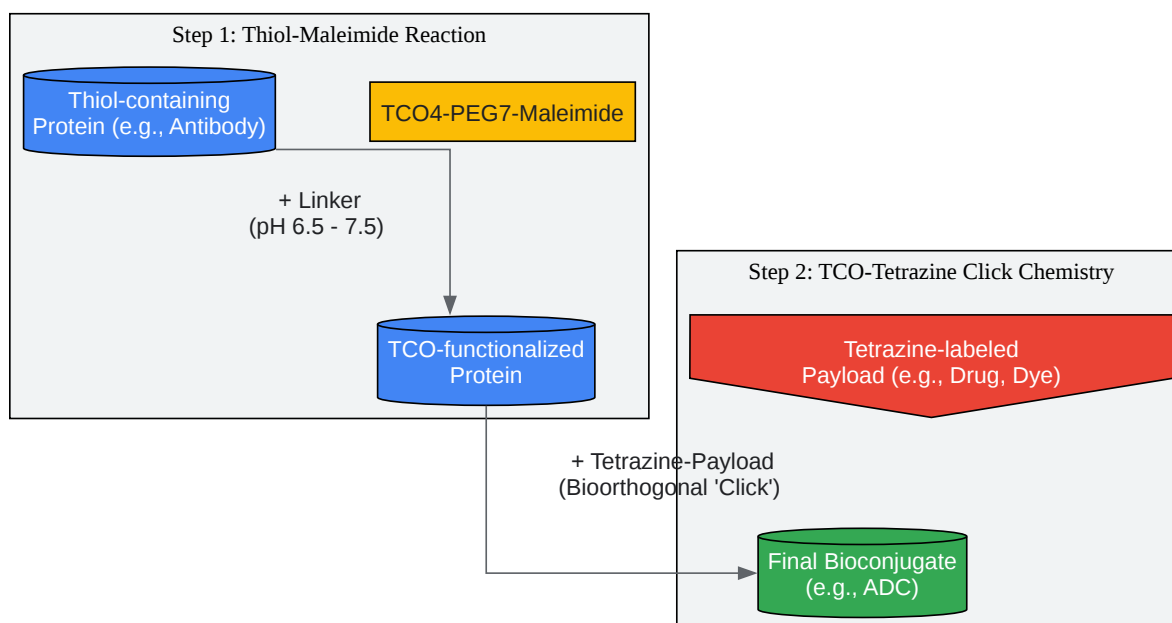 Step 1: Thiol-Maleimide Reaction
Thiol-containing
Protein (e.g., Antibody)
TCO4-PEG7-Maleimide
+ Linker
(pH 6.5 - 7.5)
TCO-functionalized
Protein
Step 2: TCO-Tetrazine Click Chemistry
Tetrazine-labeled
Payload (e.g., Drug, Dye)
+ Tetrazine-Payload
(Bioorthogonal 'Click')
Final Bioconjugate
(e.g., ADC)